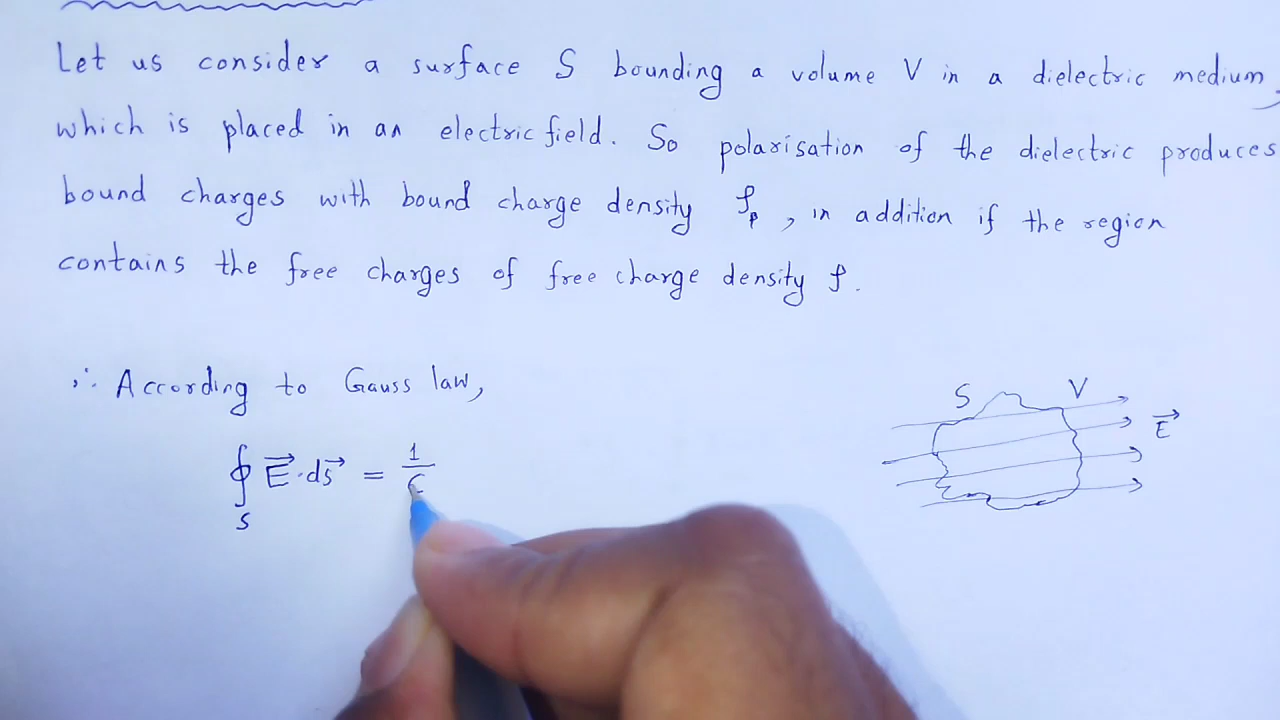 Let us consider a surface S bounding a volume V in a dielectric medium,
which is placed in an electric field. So polarisation of the dielectric produces
bound charges with bound charge density ρₚ, in addition if the region
contains the free charges of free charge density ρ.
∴ According to Gauss law,
∮ E⃗·ds⃗ = 1/ϵ
S
S V
E⃗